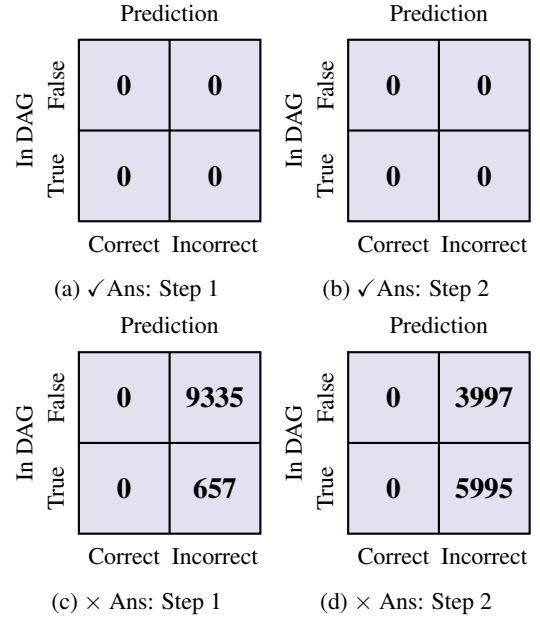 Prediction Prediction
In DAG False 0 0 In DAG False 0 0
True 0 0 True 0 0
Correct Incorrect Correct Incorrect
(a) ✓Ans: Step 1 (b) ✓Ans: Step 2
Prediction Prediction
In DAG False 0 9335 In DAG False 0 3997
True 0 657 True 0 5995
Correct Incorrect Correct Incorrect
(c) × Ans: Step 1 (d) × Ans: Step 2